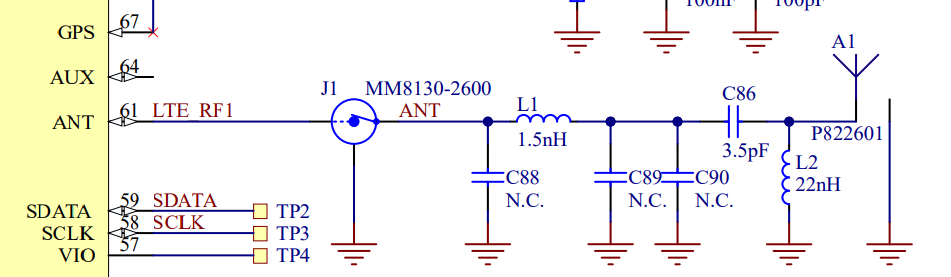 100nF 100pF
GPS 67
AUX 64
A1
J1 MM8130-2600
C86
ANT 61 LTE_RF1 ANT L1
1.5nH P822601
3.5pF
L2
C88 C89 C90 22nH
N.C. N.C. N.C.
SDATA 59 SDATA TP2
SCLK 58 SCLK TP3
VIO 57 TP4